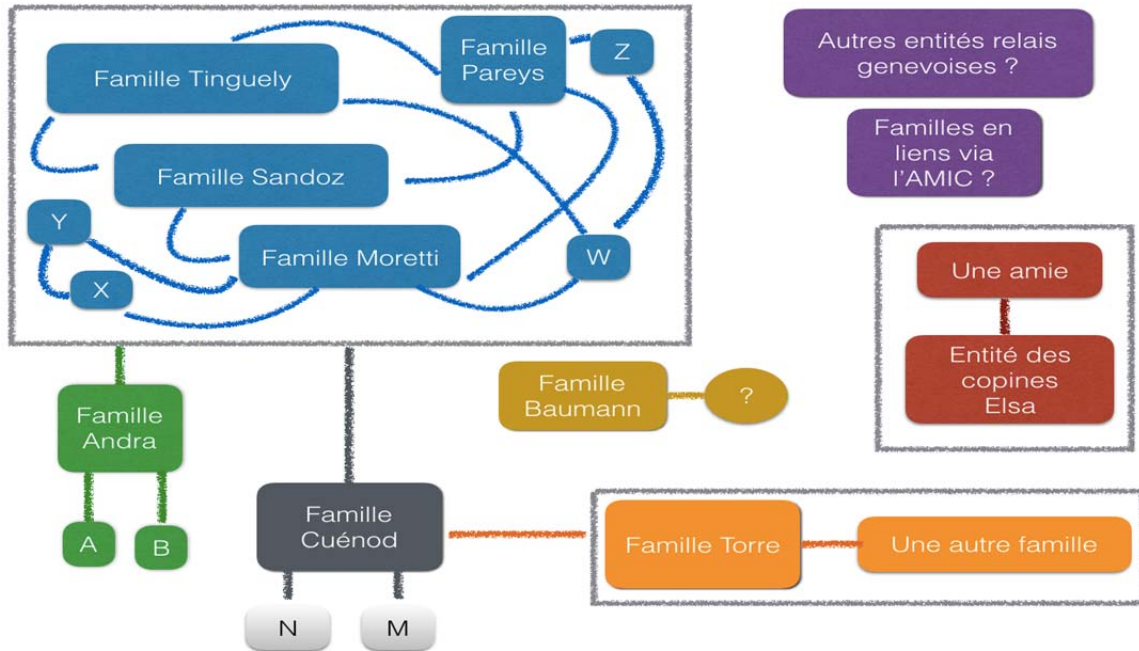 Famille Tinguely
Famille
Pareys
Z
Autres entités relais
genevoises ?
Familles en
liens via
l'AMIC ?
Famille Sandoz
Y
Famille Moretti
W
X
Une amie
Entité des
copines
Elsa
Famille
Baumann
?
Famille
Andra
A
B
Famille
Cuénod
Famille Torre
Une autre famille
N
M